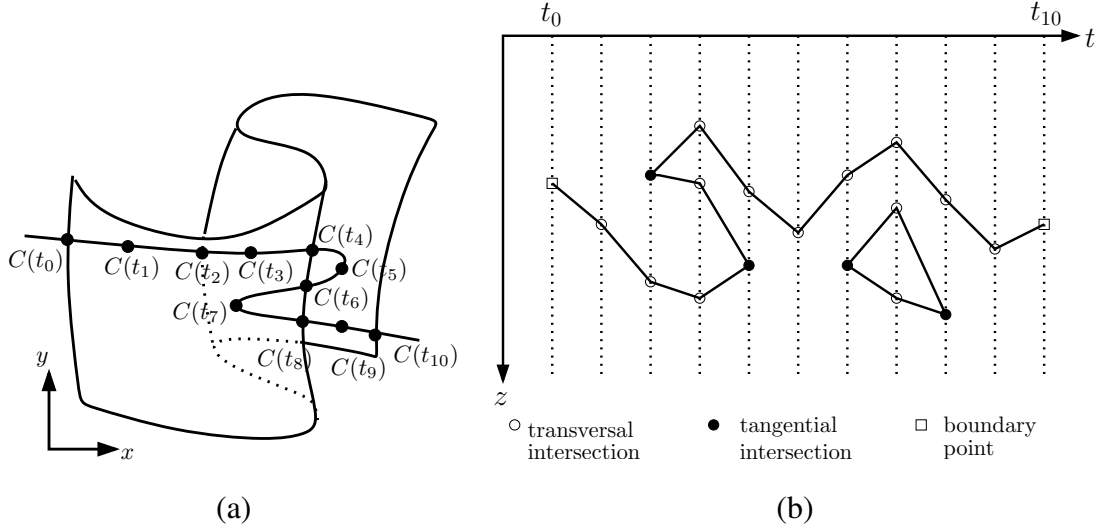 C(t₀)
C(t₁)
C(t₂)
C(t₃)
C(t₄)
C(t₅)
C(t₆)
C(t₇)
C(t₈)
C(t₉)
C(t₁₀)
y
x
(a)
t₀
t₁₀
t
z
transversal
intersection
tangential
intersection
boundary
point
(b)